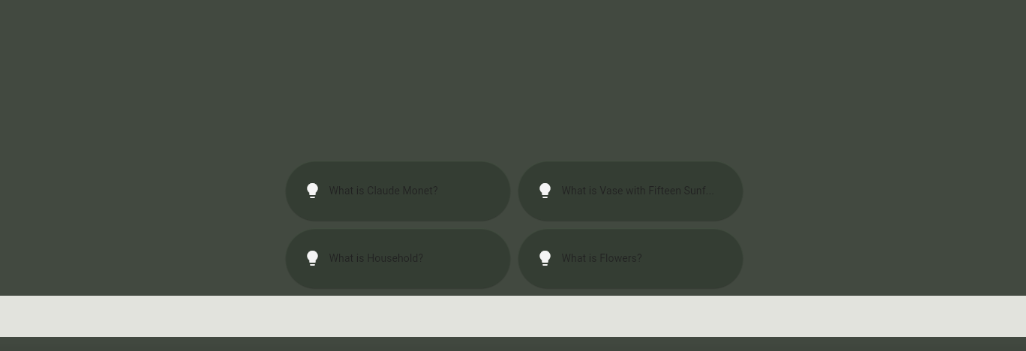 What is Claude Monet?
What is Vase with Fifteen Sunf...
What is Household?
What is Flowers?